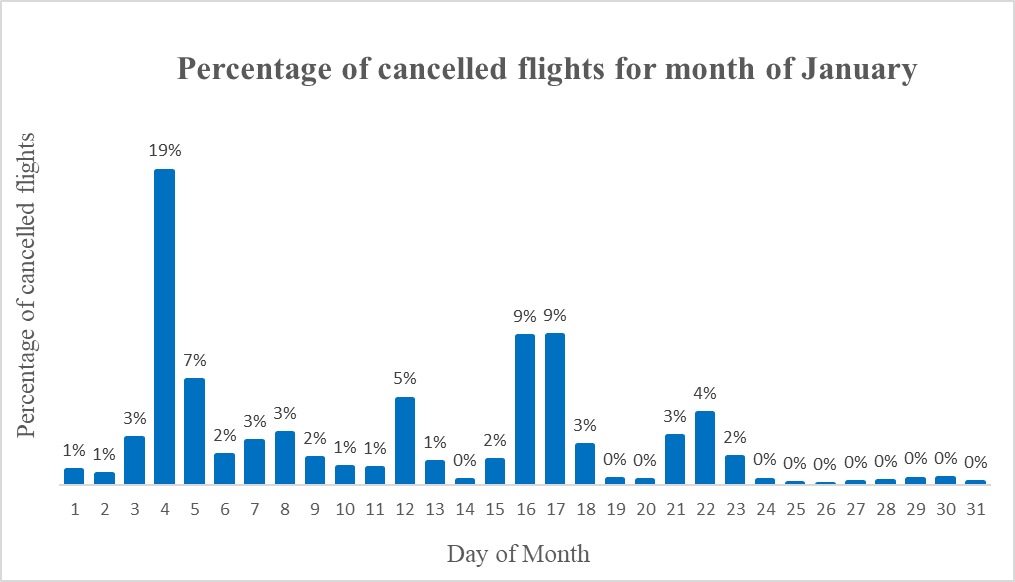 Percentage of cancelled flights for month of January
Percentage of cancelled flights
1% 1% 3% 19% 7% 2% 3% 3% 2% 1% 1% 5% 1% 0% 2% 9% 9% 3% 0% 0% 3% 4% 2% 0% 0% 0% 0% 0% 0% 0% 0%
1 2 3 4 5 6 7 8 9 10 11 12 13 14 15 16 17 18 19 20 21 22 23 24 25 26 27 28 29 30 31
Day of Month